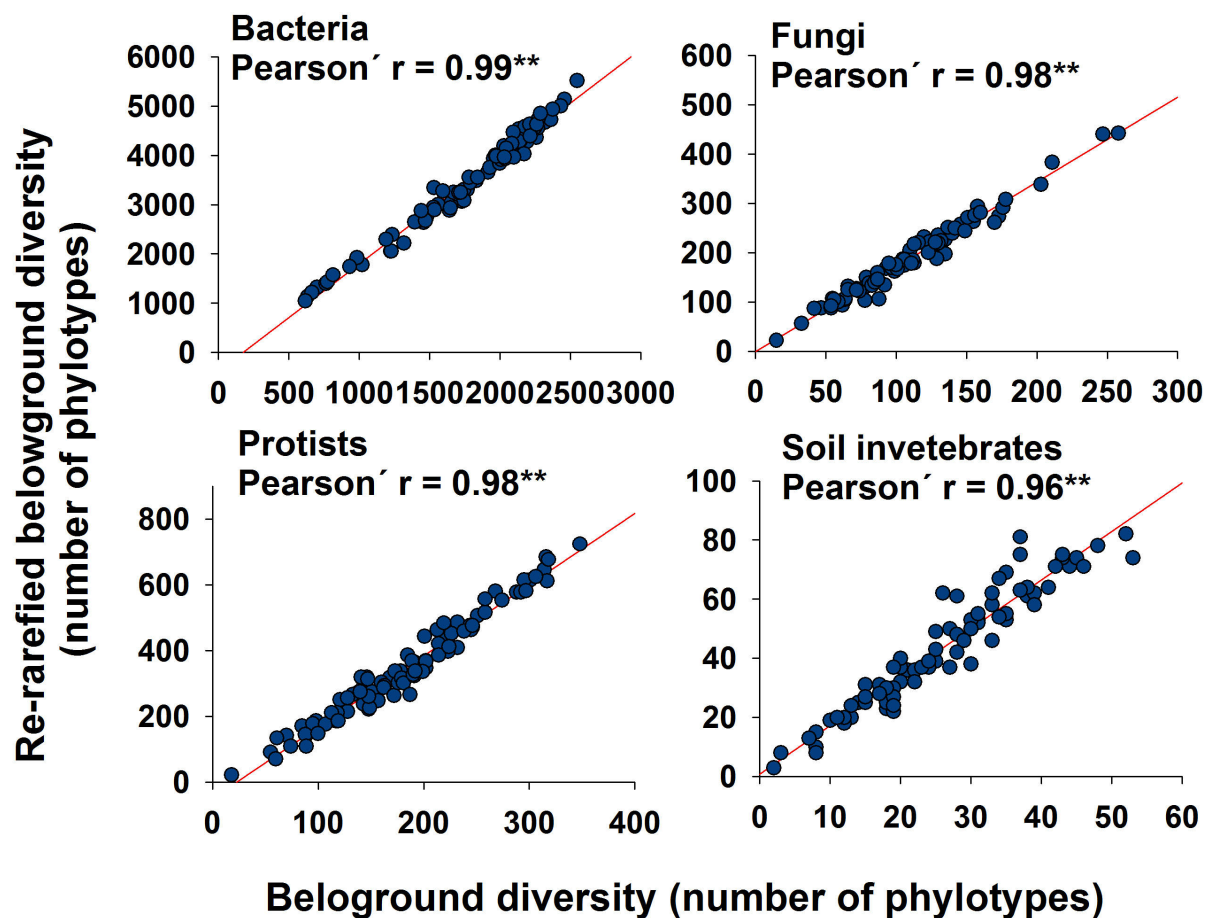 Re-rarefied belowground diversity
(number of phylotypes)
Bacteria
Pearson´ r = 0.99**
6000
5000
4000
3000
2000
1000
0
0 500 1000 1500 2000 2500 3000
Fungi
Pearson´ r = 0.98**
600
500
400
300
200
100
0
0 50 100 150 200 250 300
Protists
Pearson´ r = 0.98**
800
600
400
200
0
0 100 200 300 400
Soil invetebrates
Pearson´ r = 0.96**
100
80
60
40
20
0
0 10 20 30 40 50 60
Beloground diversity (number of phylotypes)